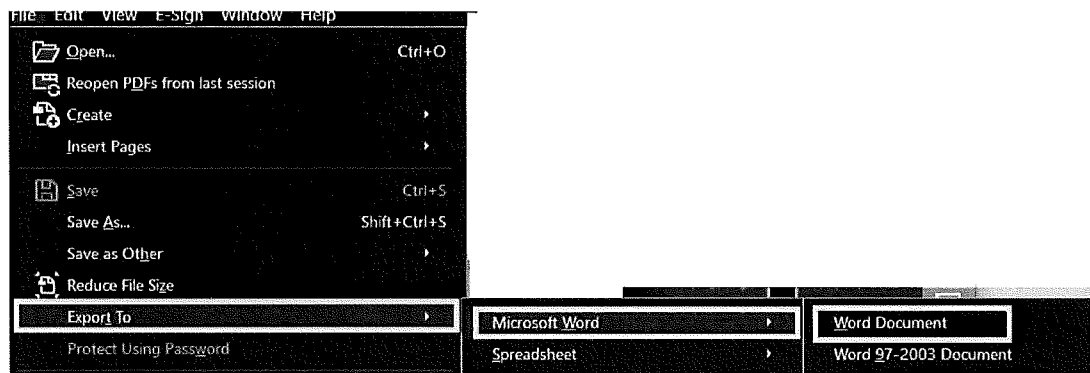 File Edit View E-Sign Window Help
Open... Ctrl+O
Reopen PDFs from last session
Create
Insert Pages
Save Ctrl+S
Save As... Shift+Ctrl+S
Save as Other
Reduce File Size
Export To Microsoft Word Word Document
Protect Using Password Spreadsheet Word 97-2003 Document